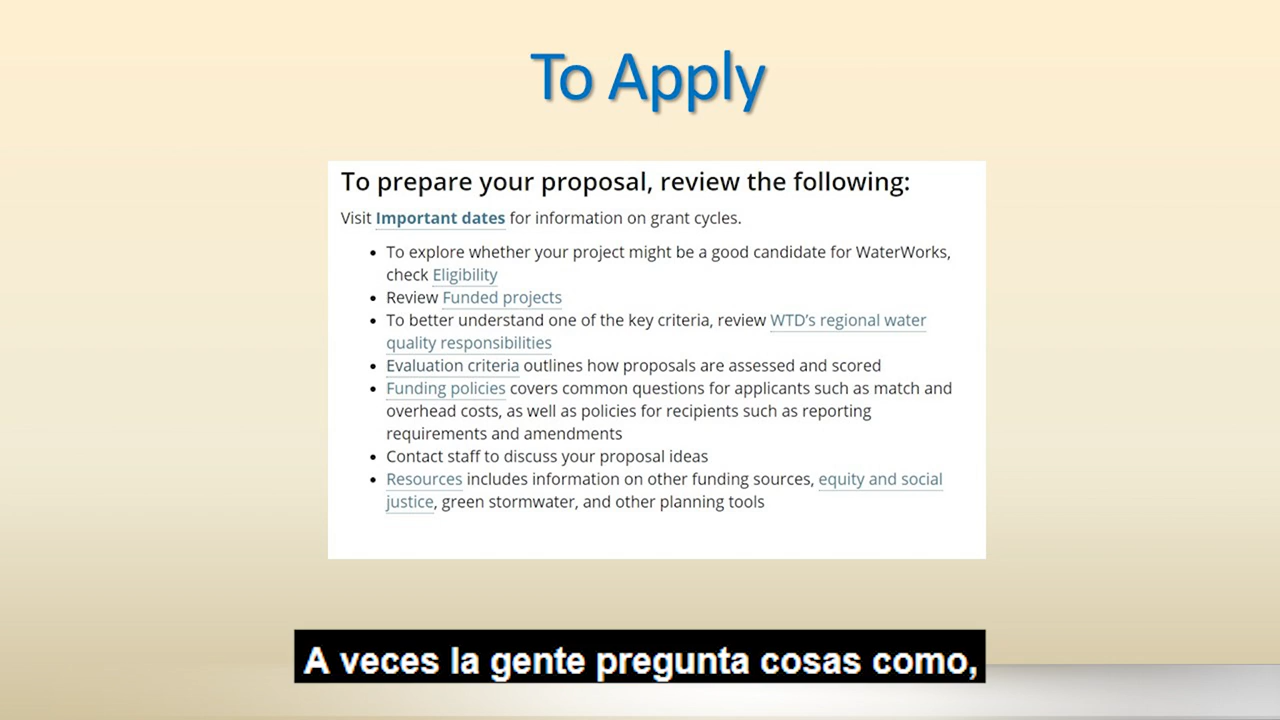 To Apply
To prepare your proposal, review the following:
Visit Important dates for information on grant cycles.
• To explore whether your project might be a good candidate for WaterWorks,
check Eligibility
• Review Funded projects
• To better understand one of the key criteria, review WTD's regional water
quality responsibilities
• Evaluation criteria outlines how proposals are assessed and scored
• Funding policies covers common questions for applicants such as match and
overhead costs, as well as policies for recipients such as reporting
requirements and amendments
• Contact staff to discuss your proposal ideas
• Resources includes information on other funding sources, equity and social
justice, green stormwater, and other planning tools
A veces la gente pregunta cosas como,